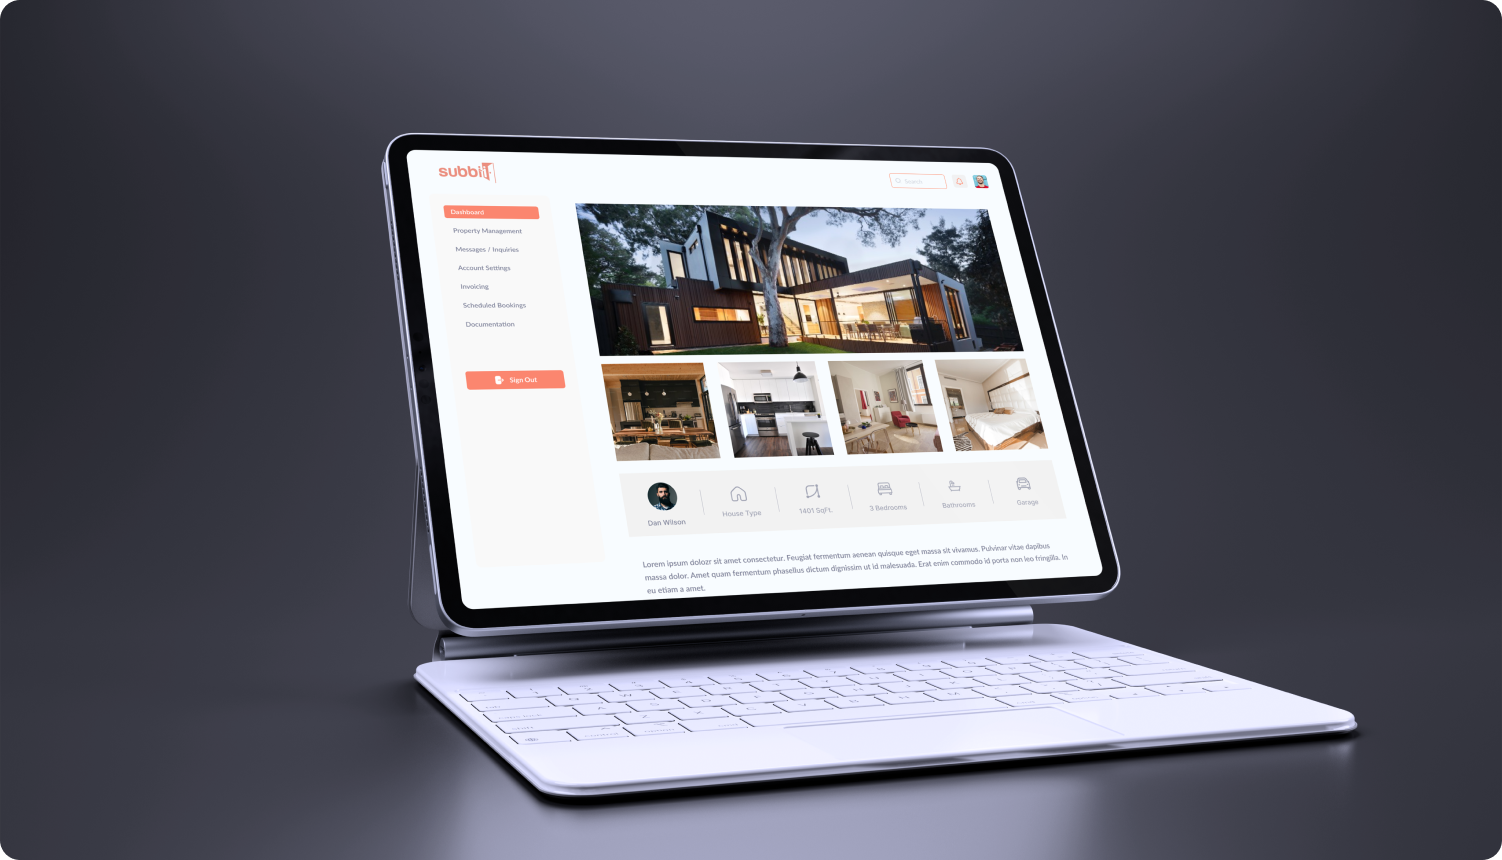 subbit
Search
Dashboard
Property Management
Messages / Inquiries
Account Settings
Invoicing
Scheduled Bookings
Documentation
Sign Out
Dan Wilson
House Type
1401 SqFt.
3 Bedrooms
Bathrooms
Garage
Lorem ipsum dolozr sit amet consectetur. Feugiat fermentum aenean quisque eget massa sit vivamus. Pulvinar vitae dapibus
massa dolor. Amet quam fermentum phasellus dictum dignissim ut id malesuada. Erat enim commodo id porta non leo fringilla. In
eu etiam a amet.